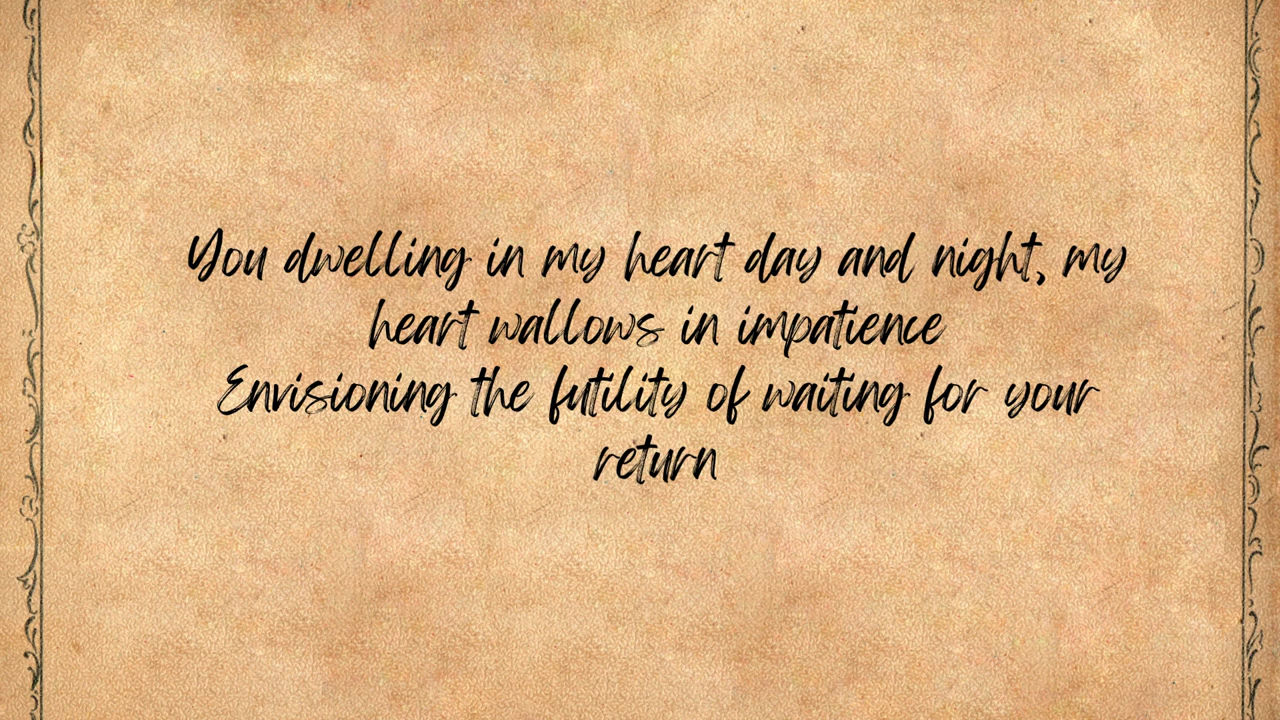 You dwelling in my heart day and night, my
heart wallows in impatience
Envisioning the futility of waiting for your
return